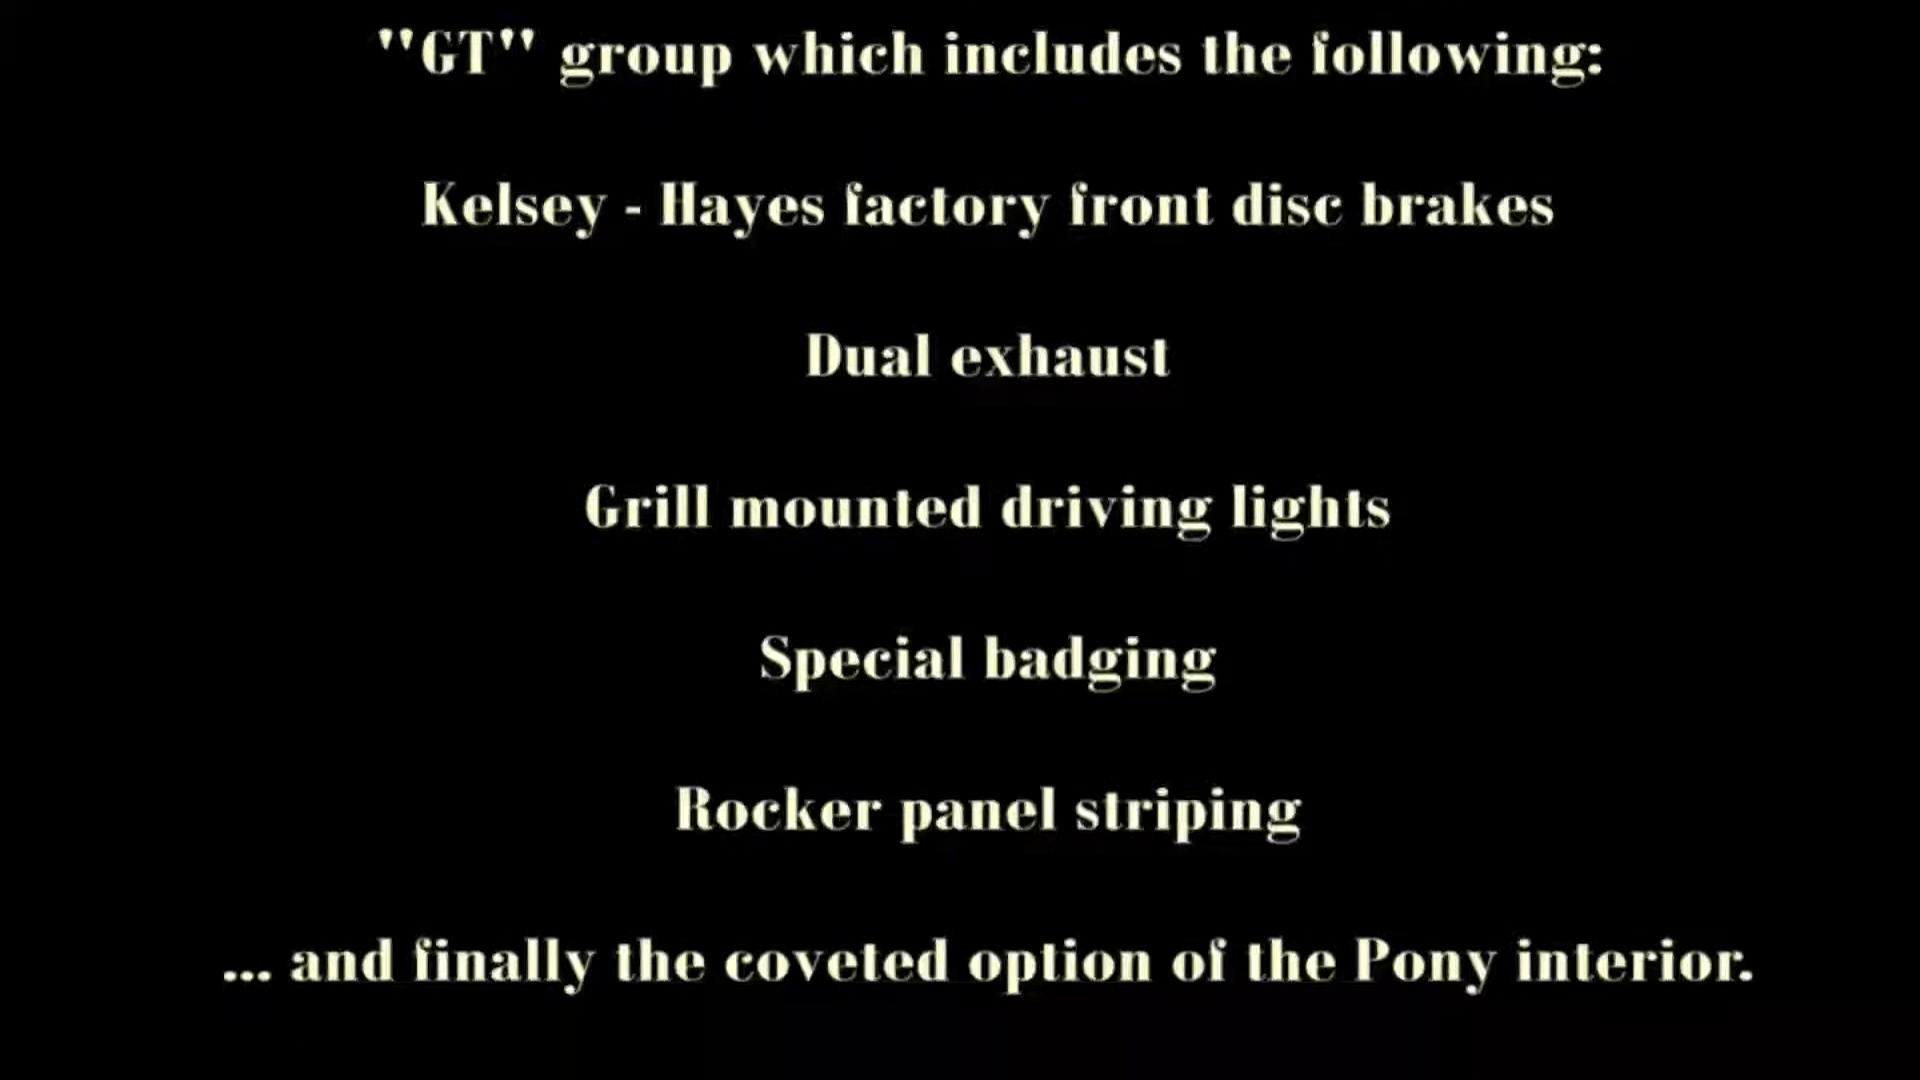 "GT" group which includes the following:
Kelsey - Hayes factory front disc brakes
Dual exhaust
Grill mounted driving lights
Special badging
Rocker panel striping
... and finally the coveted option of the Pony interior.